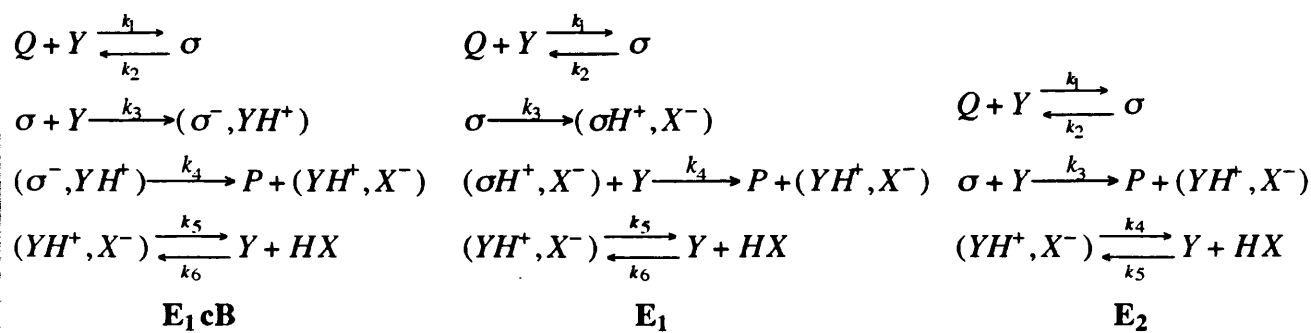 Q + Y ⇌ σ k1 k2
σ + Y —k3→ (σ⁻, YH⁺)
(σ⁻, YH⁺) —k4→ P + (YH⁺, X⁻)
(YH⁺, X⁻) ⇌ Y + HX k5 k6
E₁cB
Q + Y ⇌ σ k1 k2
σ —k3→ (σH⁺, X⁻)
(σH⁺, X⁻) + Y —k4→ P + (YH⁺, X⁻)
(YH⁺, X⁻) ⇌ Y + HX k5 k6
E₁
Q + Y ⇌ σ k1 k2
σ + Y —k3→ P + (YH⁺, X⁻)
(YH⁺, X⁻) ⇌ Y + HX k4 k5
E₂